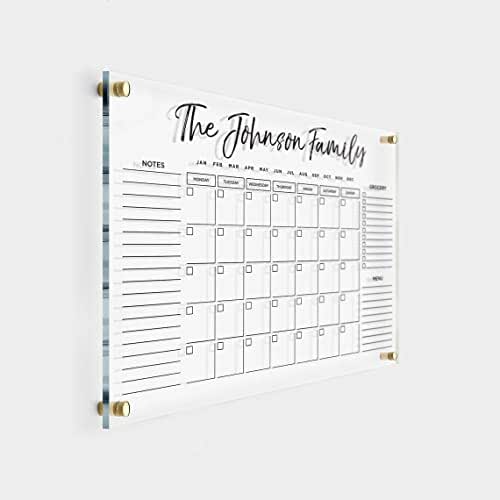 The Johnson Family
JAN FEB MAR APR MAY JUN JUL AUG SEP OCT NOV DEC
NOTES
MONDAY TUESDAY WEDNESDAY THURSDAY FRIDAY SATURDAY SUNDAY
GROCERY
MENU